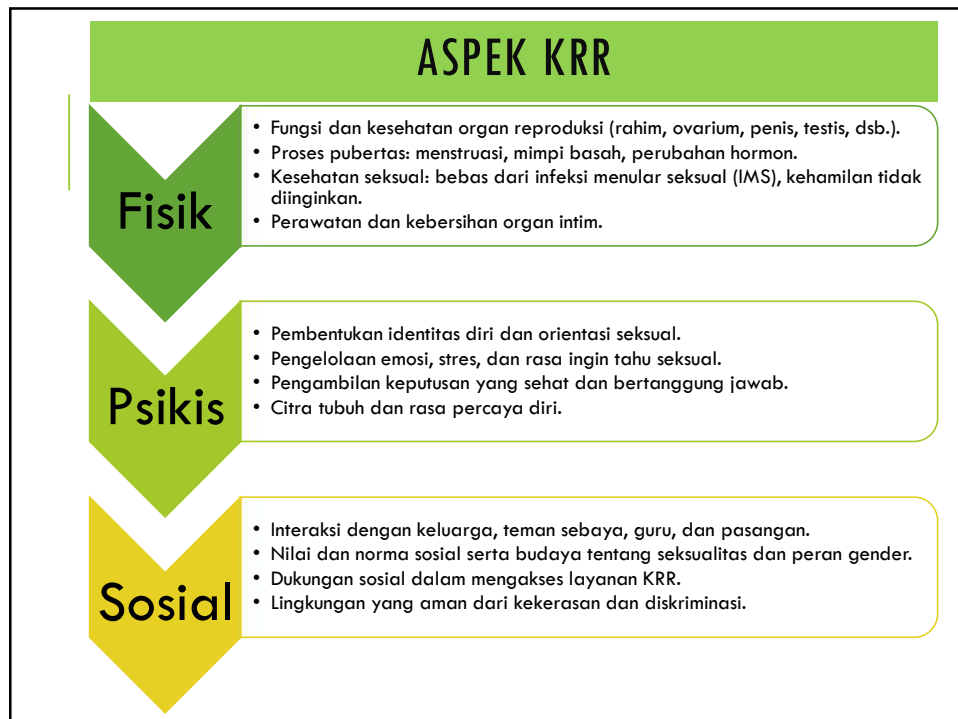 ASPEK KRR
Fisik
• Fungsi dan kesehatan organ reproduksi (rahim, ovarium, penis, testis, dsb.).
• Proses pubertas: menstruasi, mimpi basah, perubahan hormon.
• Kesehatan seksual: bebas dari infeksi menular seksual (IMS), kehamilan tidak
diinginkan.
• Perawatan dan kebersihan organ intim.
Psikis
• Pembentukan identitas diri dan orientasi seksual.
• Pengelolaan emosi, stres, dan rasa ingin tahu seksual.
• Pengambilan keputusan yang sehat dan bertanggung jawab.
• Citra tubuh dan rasa percaya diri.
Sosial
• Interaksi dengan keluarga, teman sebaya, guru, dan pasangan.
• Nilai dan norma sosial serta budaya tentang seksualitas dan peran gender.
• Dukungan sosial dalam mengakses layanan KRR.
• Lingkungan yang aman dari kekerasan dan diskriminasi.